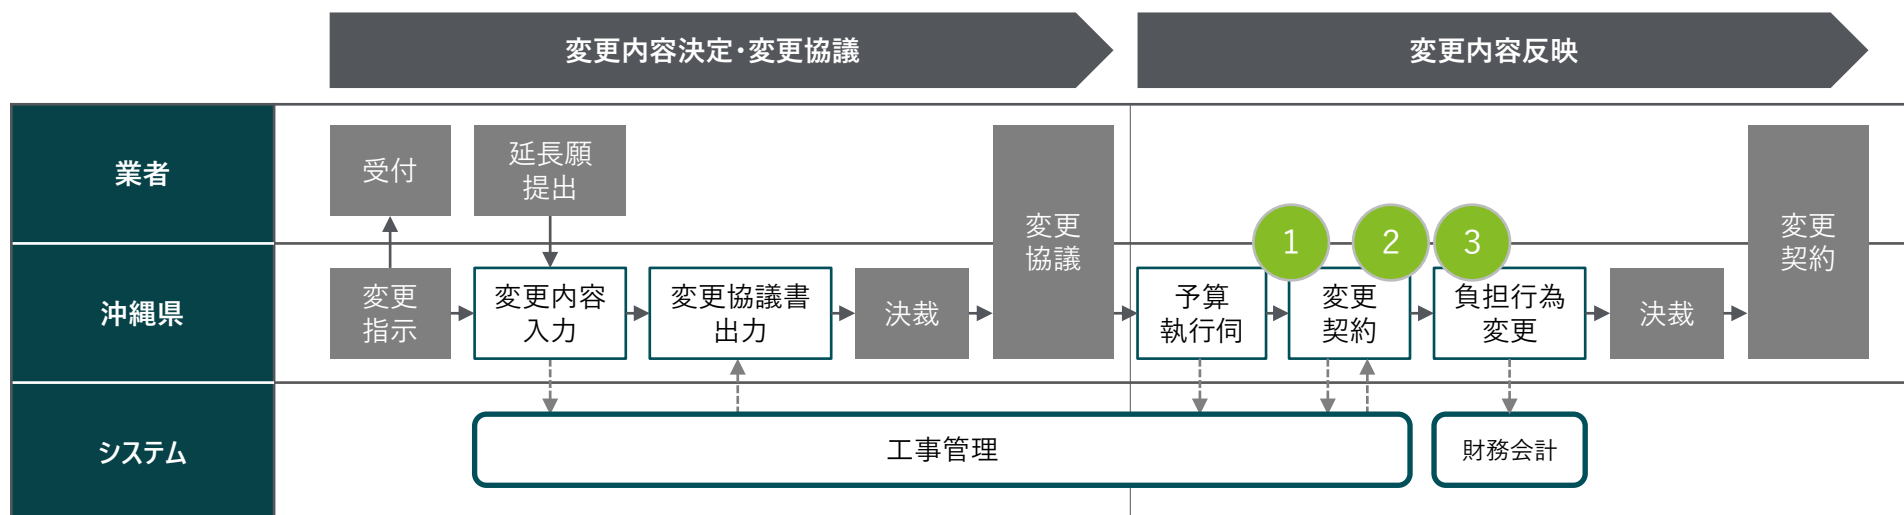 変更内容決定・変更協議
変更内容反映
業者
受付
延長願
提出
変更
協議
1
2
3
変更
契約
沖縄県
変更
指示
変更内容
入力
変更協議書
出力
決裁
予算
執行伺
変更
契約
負担行為
変更
決裁
システム
工事管理
財務会計